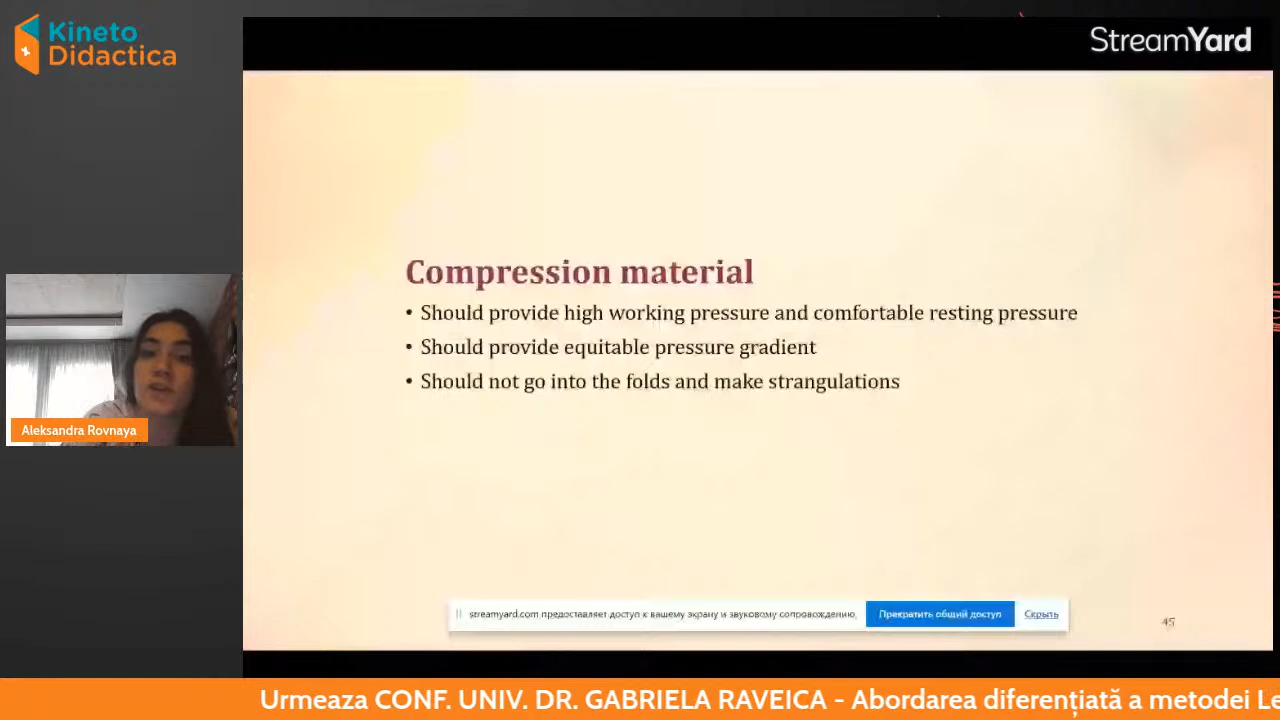 Kineto
Didactica
StreamYard
Compression material
• Should provide high working pressure and comfortable resting pressure
• Should provide equitable pressure gradient
• Should not go into the folds and make strangulations
Aleksandra Rovnaya
streamyard.com предоставляет доступ к вашему экрану и звуковому сопровождению.
Прекратить общий доступ
Скрыть
45
Urmeaza CONF. UNIV. DR. GABRIELA RAVEICA - Abordarea diferențiată a metodei Le